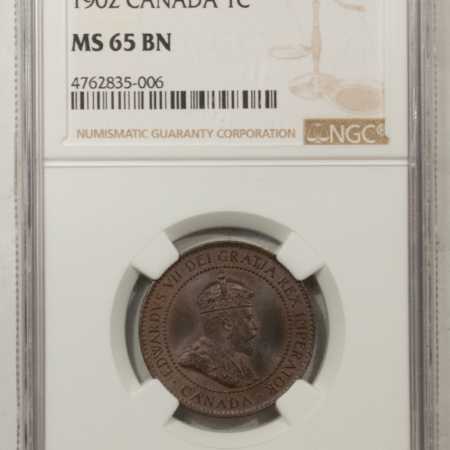 1902 CANADA 1C
MS 65 BN
4762835-006
NUMISMATIC GUARANTY CORPORATION NGC®
EDWARDVS VII DEI GRATIA REX IMPERATOR
CANADA